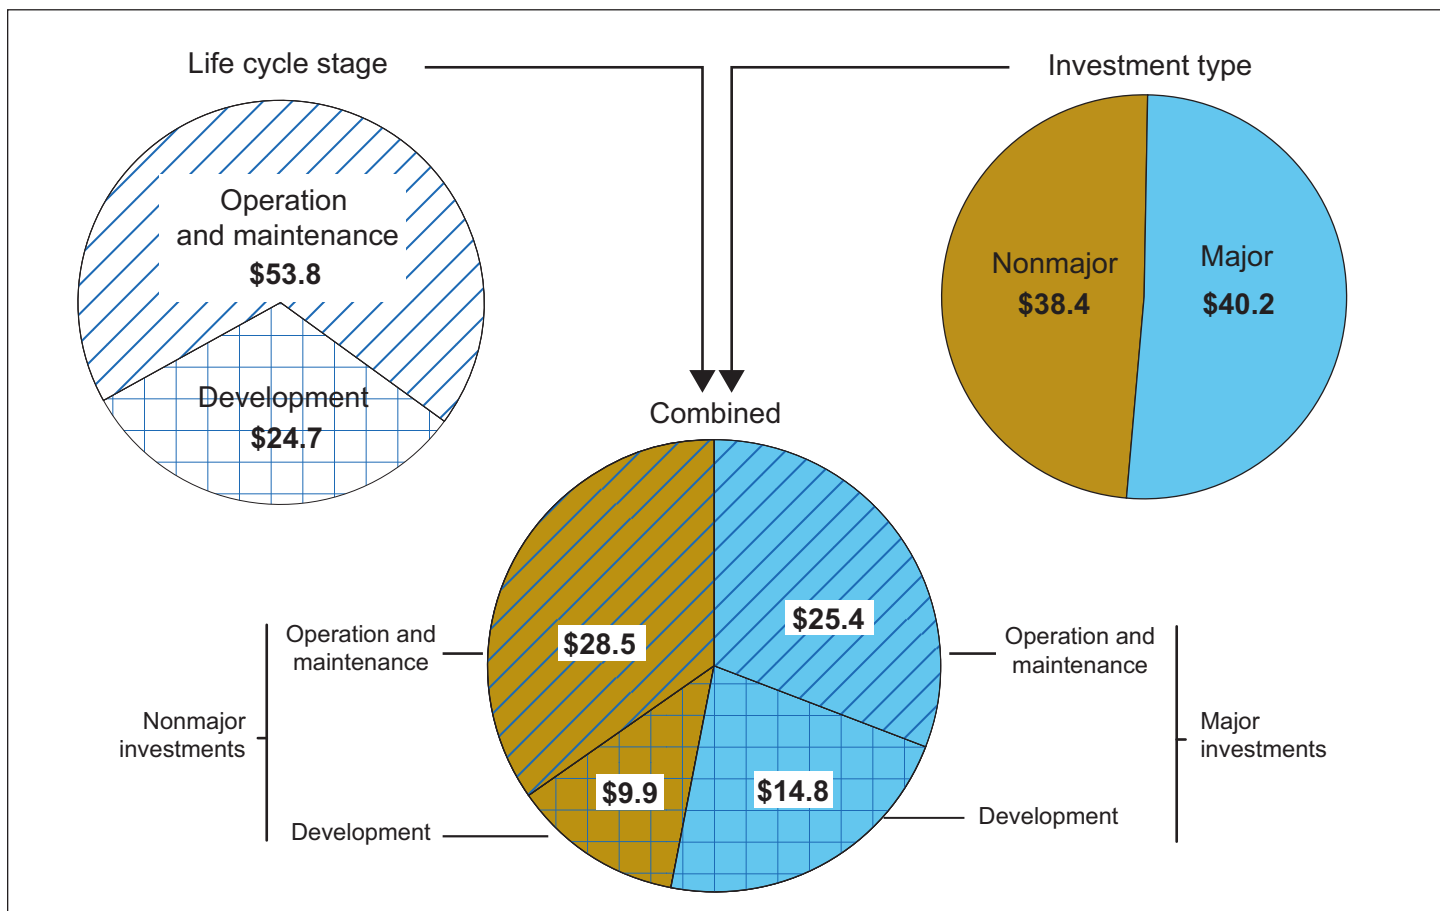 Life cycle stage
Investment type
Operation
and maintenance
$53.8
Development
$24.7
Nonmajor
$38.4
Major
$40.2
Combined
$28.5
$25.4
$9.9
$14.8
Operation and
maintenance
Nonmajor
investments
Development
Operation and
maintenance
Major
investments
Development